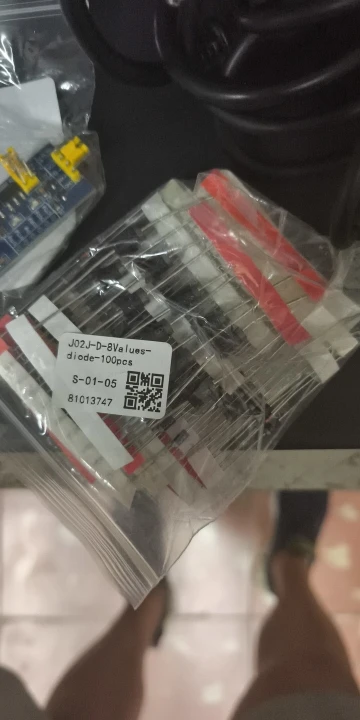 J02J-D-8Values-
diode-100pcs
S-01-05
81013747